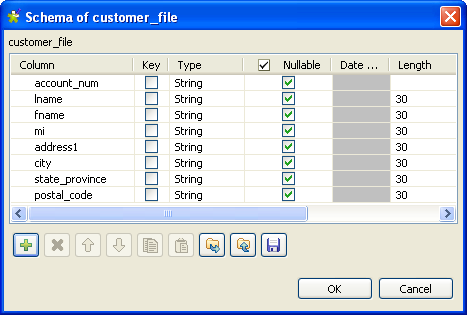 Schema of customer_file
customer_file
Column Key Type Nullable Date ... Length
account_num String
lname String 30
fname String 30
mi String 30
address1 String 30
city String 30
state_province String 30
postal_code String 30
OK Cancel